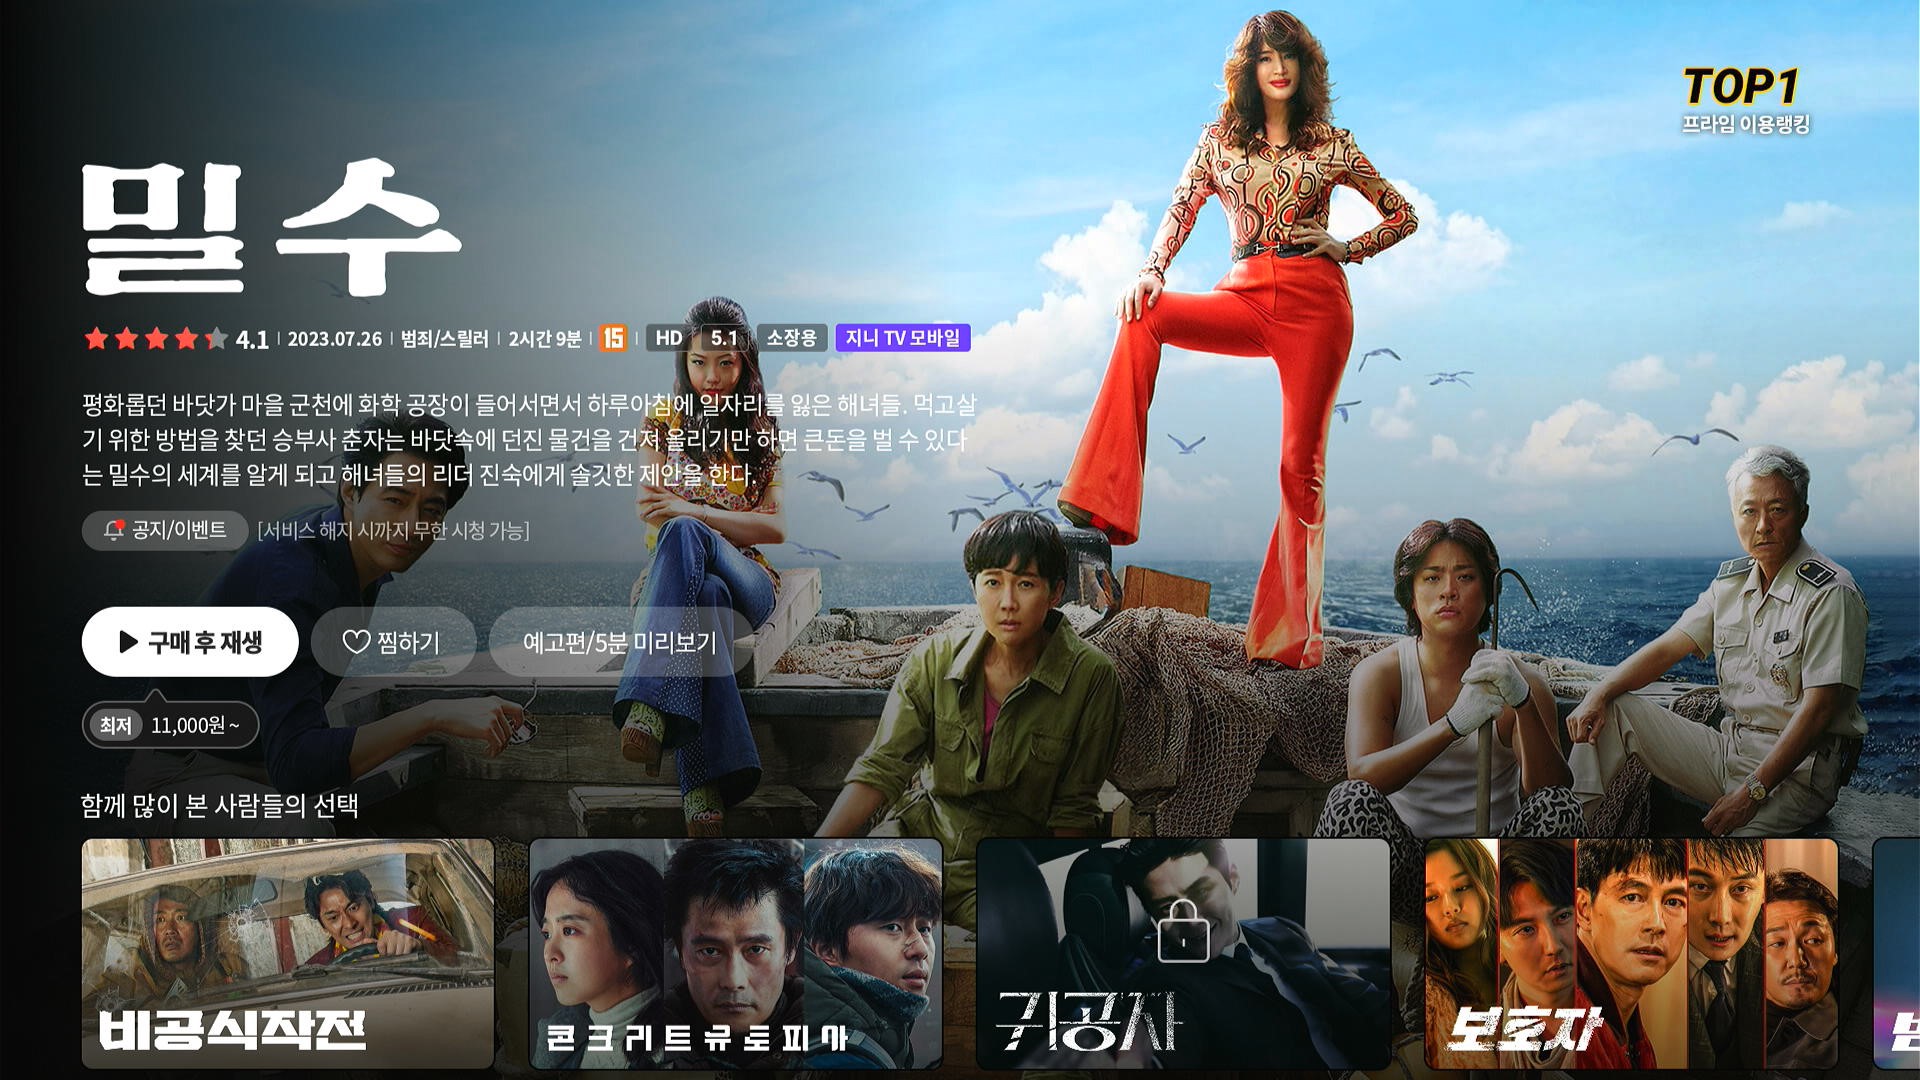 TOP1
프라임 이용랭킹
밀수
4.1 | 2023.07.26 | 범죄/스릴러 | 2시간 9분 | 15 | HD 5.1 소장용 지니 TV 모바일
평화롭던 바닷가 마을 군천에 화학 공장이 들어서면서 하루아침에 일자리를 잃은 해녀들. 먹고살
기 위한 방법을 찾던 승부사 춘자는 바닷속에 던진 물건을 건져 올리기만 하면 큰돈을 벌 수 있다
는 밀수의 세계를 알게 되고 해녀들의 리더 진숙에게 솔깃한 제안을 한다.
공지/이벤트 [서비스 해지 시까지 무한 시청 가능]
구매 후 재생 찜하기 예고편/5분 미리보기
최저 11,000원 ~
함께 많이 본 사람들의 선택
비공식작전
콘크리트 유토피아
귀공자
보호자